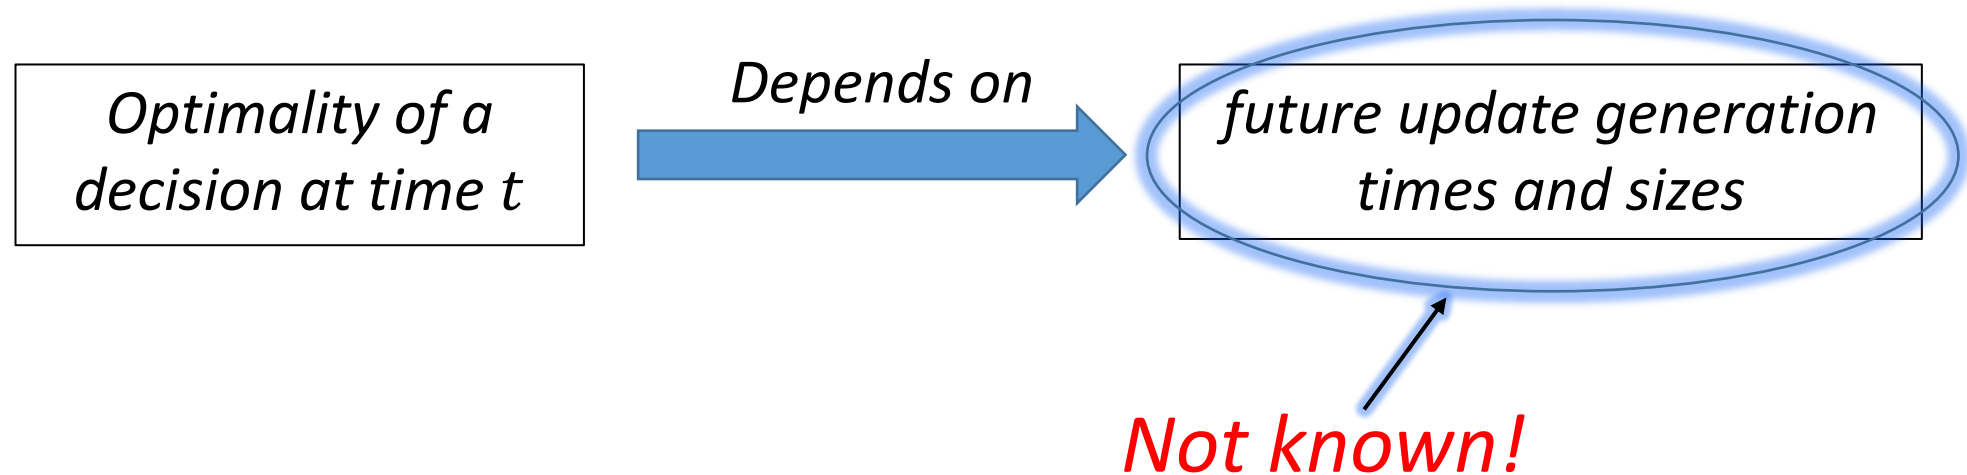 Optimality of a
decision at time t
Depends on
future update generation
times and sizes
Not known!